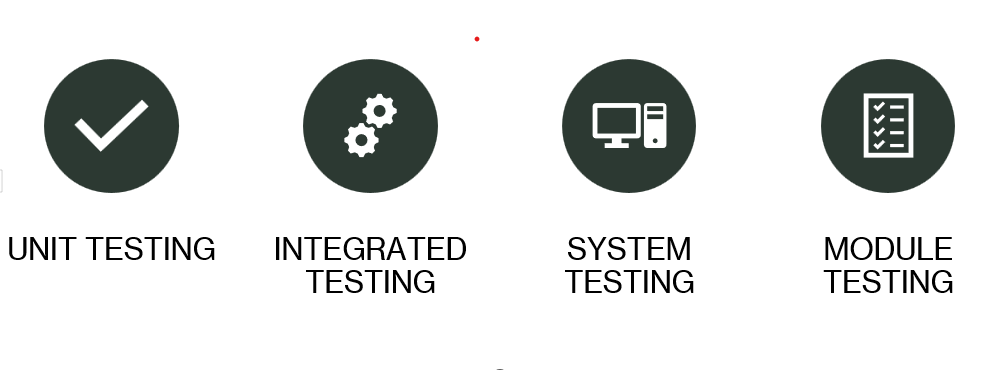 UNIT TESTING
INTEGRATED
TESTING
SYSTEM
TESTING
MODULE
TESTING